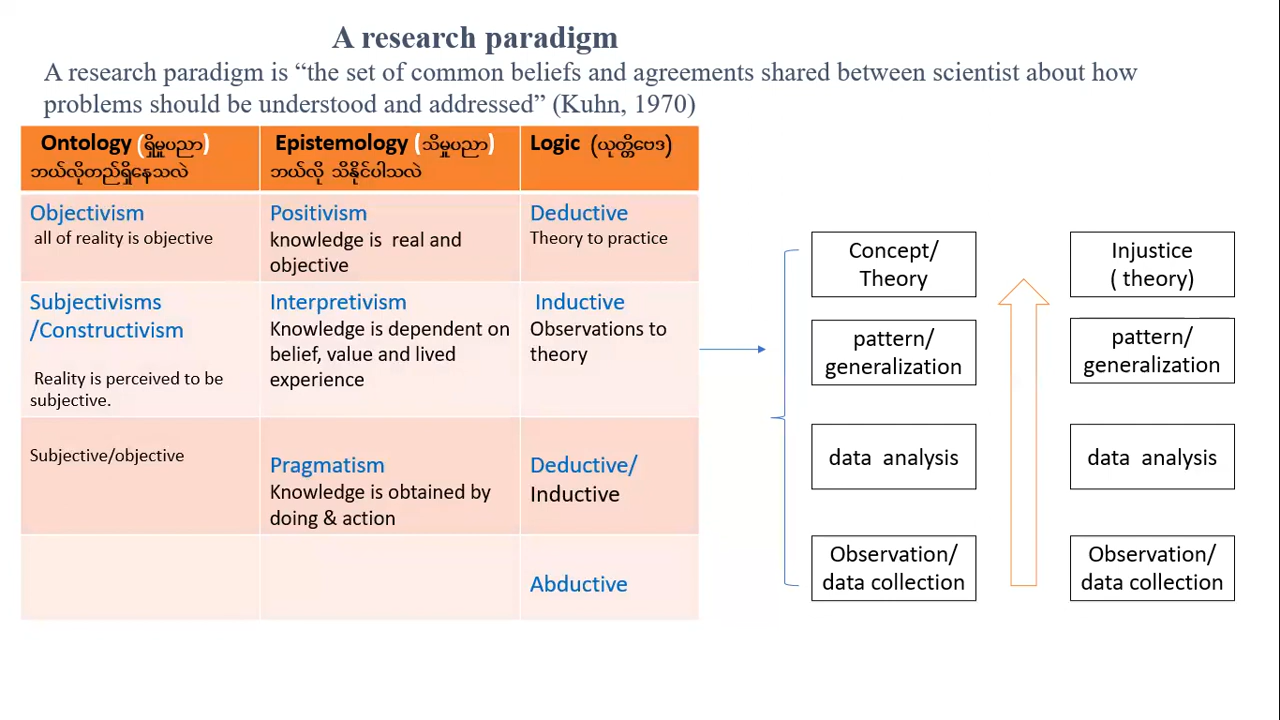 A research paradigm
A research paradigm is “the set of common beliefs and agreements shared between scientist about how
problems should be understood and addressed” (Kuhn, 1970)
Ontology (ရှိမှုပညာ)
ဘယ်လိုတည်ရှိနေသလဲ
Epistemology (သိမှုပညာ)
ဘယ်လို သိနိုင်ပါသလဲ
Logic (ယုတ္တိဗေဒ)
Objectivism
all of reality is objective
Positivism
knowledge is real and
objective
Deductive
Theory to practice
Subjectivisms
/Constructivism
Reality is perceived to be
subjective.
Interpretivism
Knowledge is dependent on
belief, value and lived
experience
Inductive
Observations to
theory
Subjective/objective
Pragmatism
Knowledge is obtained by
doing & action
Deductive/
Inductive
Abductive
Concept/
Theory
pattern/
generalization
data analysis
Observation/
data collection
Injustice
( theory)
pattern/
generalization
data analysis
Observation/
data collection